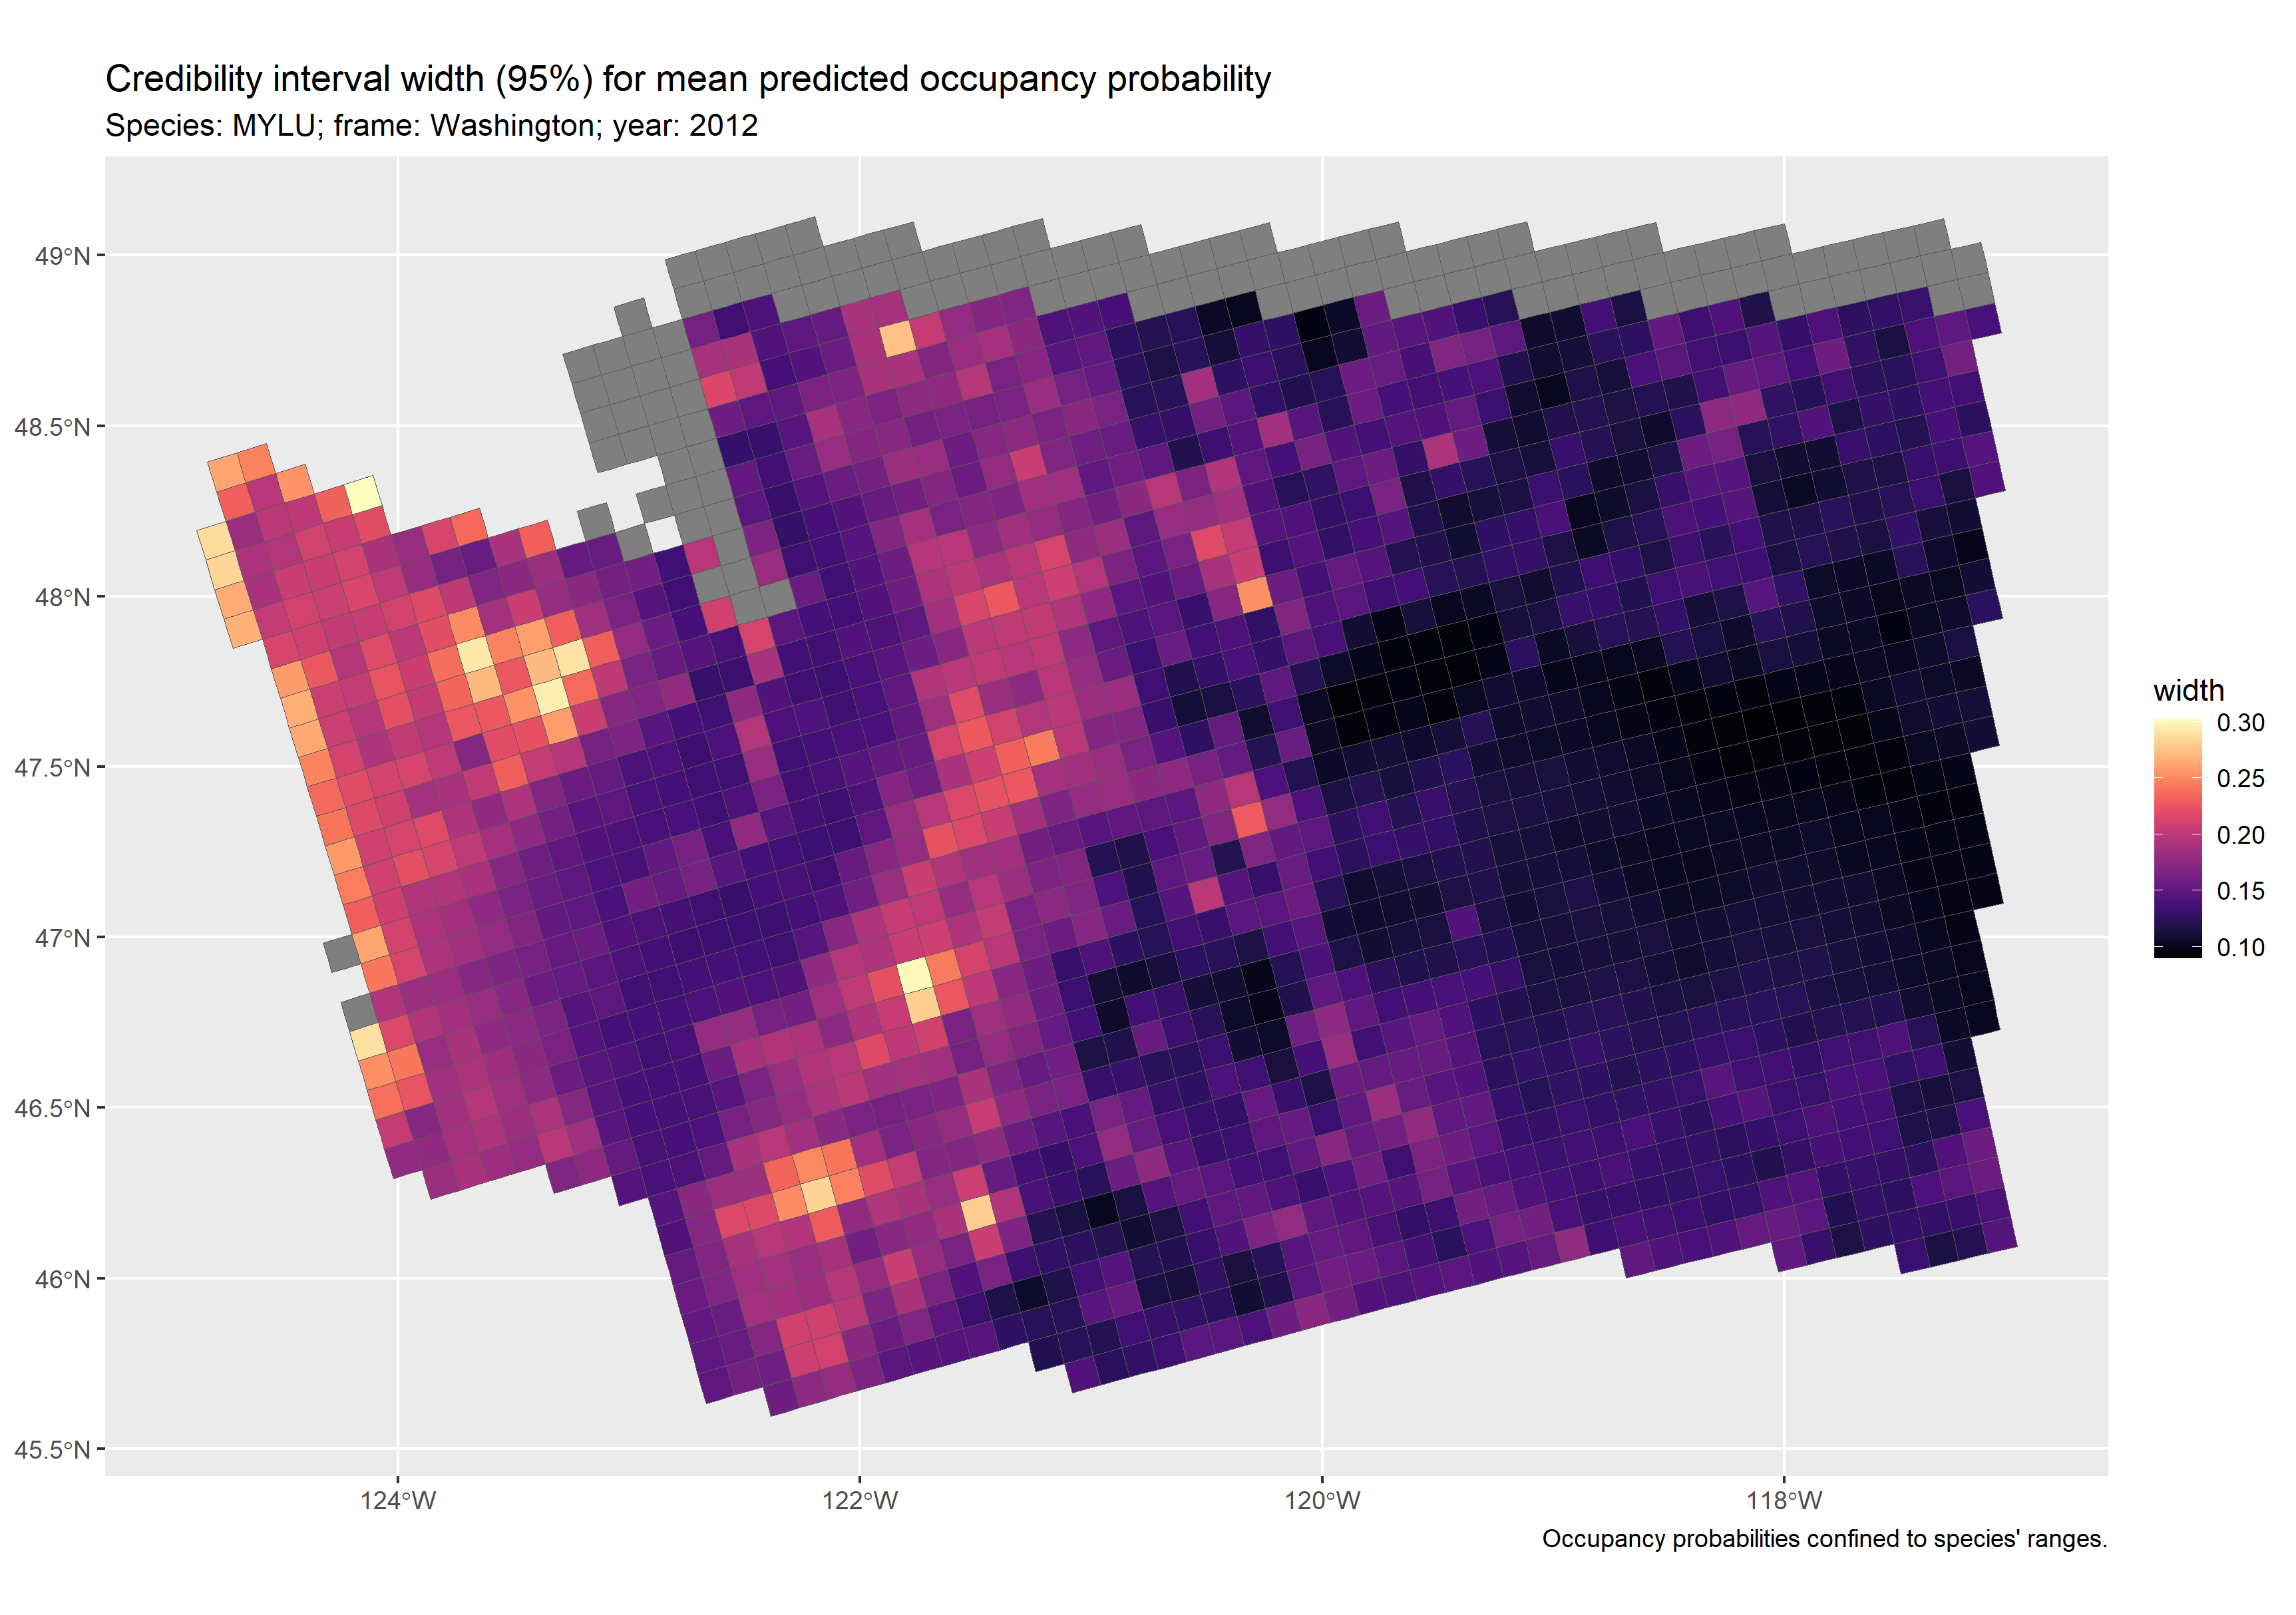 Credibility interval width (95%) for mean predicted occupancy probability
Species: MYLU; frame: Washington; year: 2012
49°N
48.5°N
48°N
47.5°N
47°N
46.5°N
46°N
45.5°N
124°W
122°W
120°W
118°W
width
0.30
0.25
0.20
0.15
0.10
Occupancy probabilities confined to species' ranges.